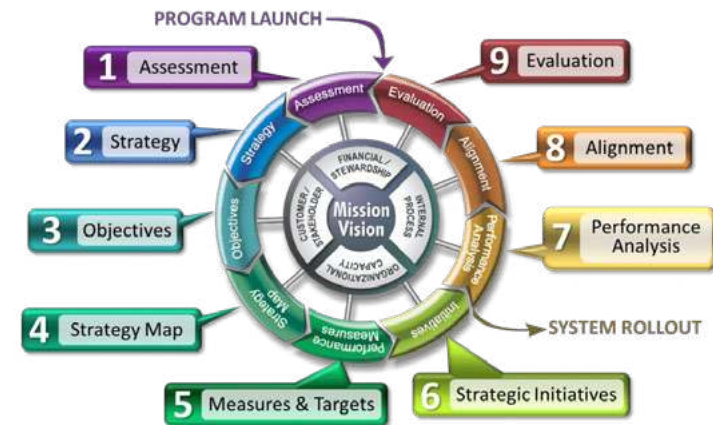 PROGRAM LAUNCH
1 Assessment
9 Evaluation
2 Strategy
8 Alignment
3 Objectives
7 Performance
Analysis
4 Strategy Map
SYSTEM ROLLOUT
5 Measures & Targets
6 Strategic Initiatives
Assessment
Evaluation
Strategy
Alignment
Objectives
Performance
Analysis
Strategy
Map
Performance
Measures
Initiatives
FINANCIAL /
STEWARDSHIP
CUSTOMER /
STAKEHOLDER
INTERNAL
PROCESS
ORGANIZATIONAL
CAPACITY
Mission
Vision